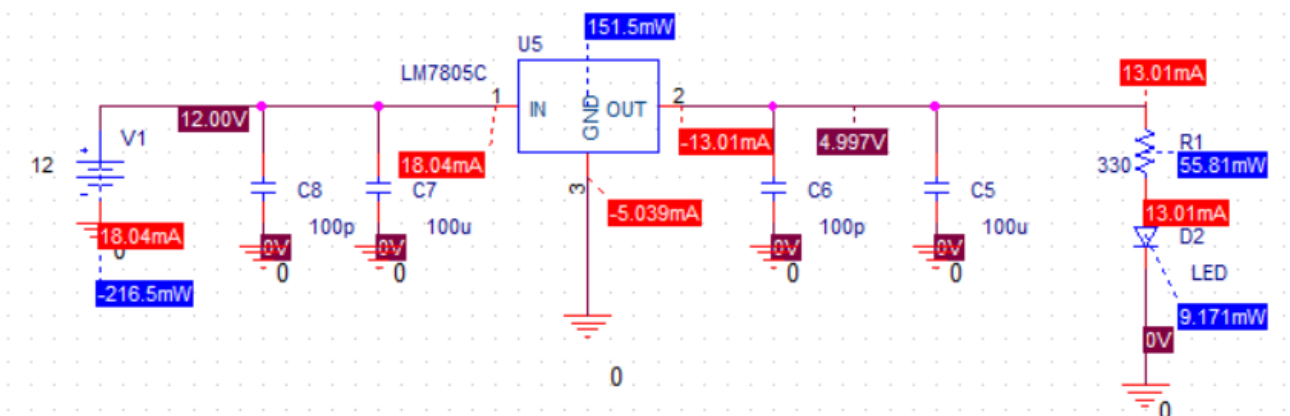 151.5mW
U5
LM7805C
13.01mA
1
IN
GND
OUT
2
12.00V
V1
12
18.04mA
-13.01mA
4.997V
R1
330
55.81mW
3
C8
C7
C6
C5
100p
100u
100p
100u
-5.039mA
18.04mA
0
13.01mA
D2
0V
0V
0V
0V
0
0
0
0
LED
-216.5mW
9.171mW
0V
0
0